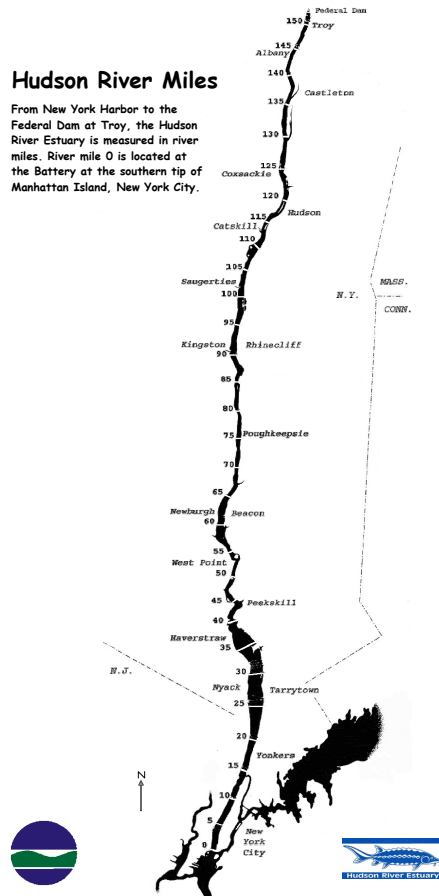 Federal Dam
150
Troy
145
Albany
140
Castleton
135
130
125
Coxsackie
120
Hudson
115
Catskill
110
105
Saugerties
100
95
Kingston
Rhinecliff
90
85
80
Poughkeepsie
75
70
65
Newburgh
Beacon
60
55
West Point
50
45
Peekskill
40
Haverstraw
35
30
Nyack
Tarrytown
25
20
Yonkers
15
10
5
0
New
York
City
Hudson River Miles
From New York Harbor to the
Federal Dam at Troy, the Hudson
River Estuary is measured in river
miles. River mile 0 is located at
the Battery at the southern tip of
Manhattan Island, New York City.
MASS.
N.Y.
CONN.
N.J.
N
Hudson River Estuary